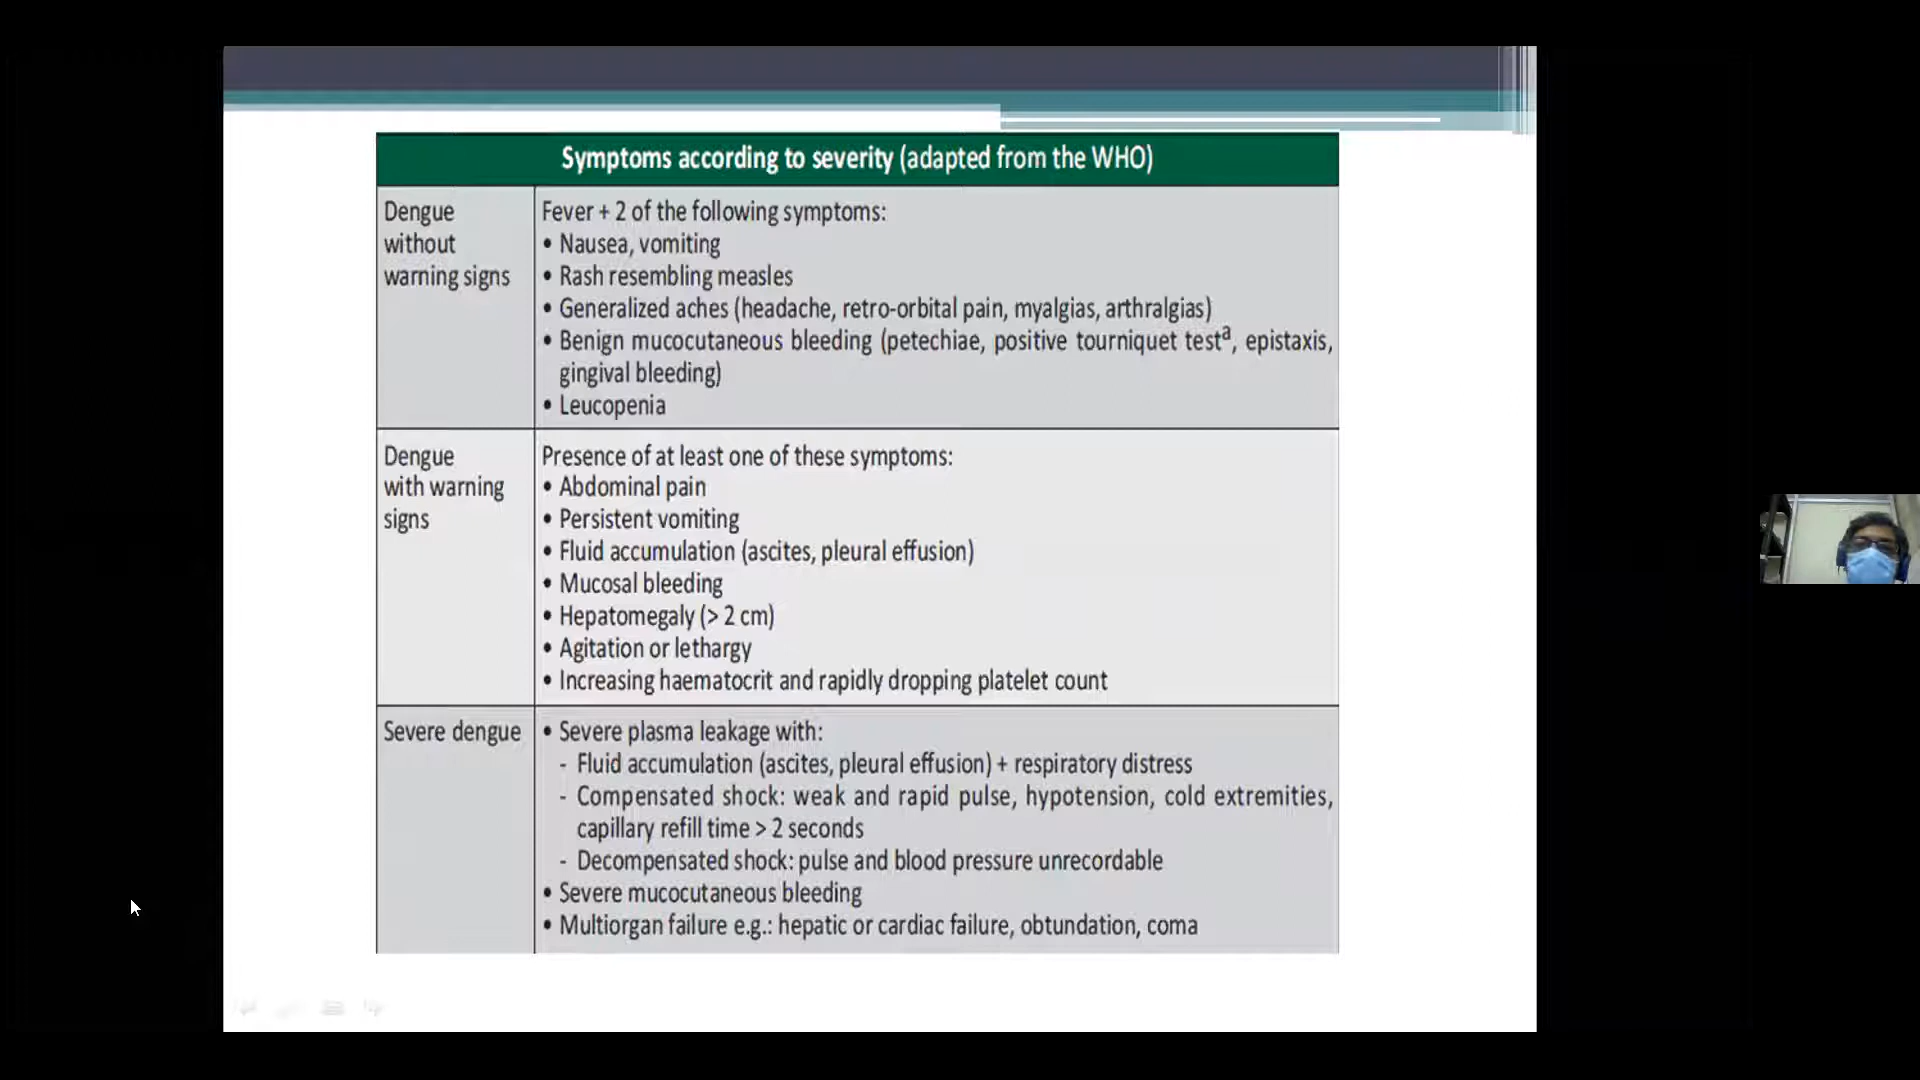 Symptoms according to severity (adapted from the WHO)
Dengue
without
warning signs
Fever + 2 of the following symptoms:
• Nausea, vomiting
• Rash resembling measles
• Generalized aches (headache, retro-orbital pain, myalgias, arthralgias)
• Benign mucocutaneous bleeding (petechiae, positive tourniquet testª, epistaxis,
gingival bleeding)
• Leucopenia
Dengue
with warning
signs
Presence of at least one of these symptoms:
• Abdominal pain
• Persistent vomiting
• Fluid accumulation (ascites, pleural effusion)
• Mucosal bleeding
• Hepatomegaly (> 2 cm)
• Agitation or lethargy
• Increasing haematocrit and rapidly dropping platelet count
Severe dengue
• Severe plasma leakage with:
- Fluid accumulation (ascites, pleural effusion) + respiratory distress
- Compensated shock: weak and rapid pulse, hypotension, cold extremities,
capillary refill time > 2 seconds
- Decompensated shock: pulse and blood pressure unrecordable
• Severe mucocutaneous bleeding
• Multiorgan failure e.g.: hepatic or cardiac failure, obtundation, coma